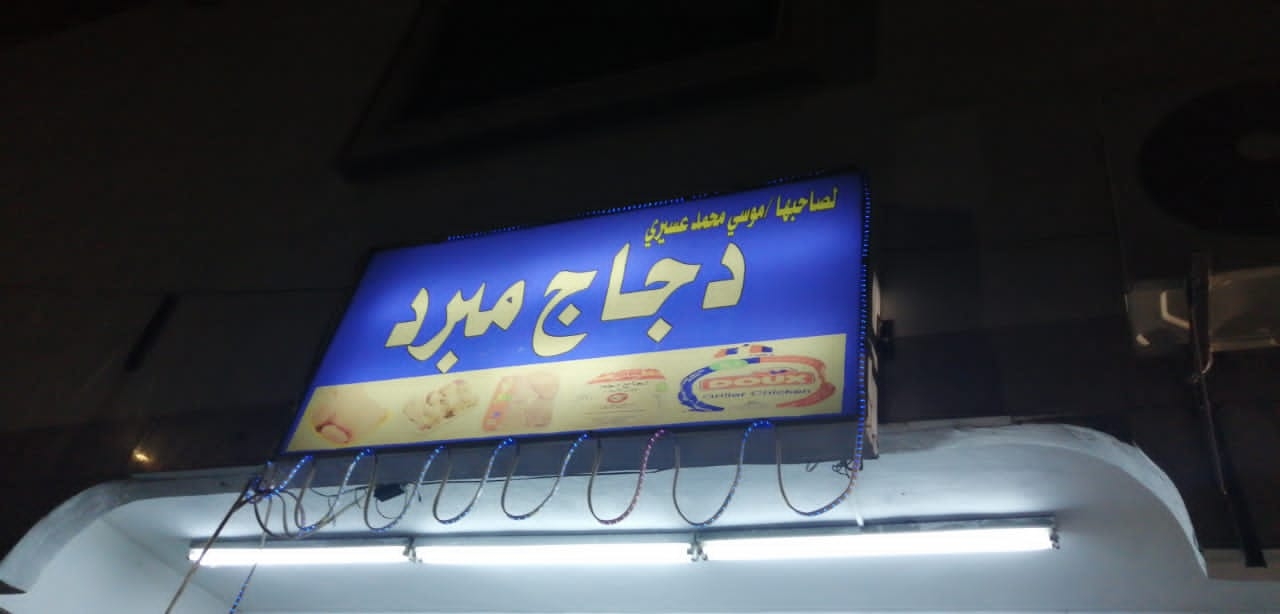 لصاحبها / موسي محمد عسيري
دجاج مبرد
DOUX
Griller Chicken